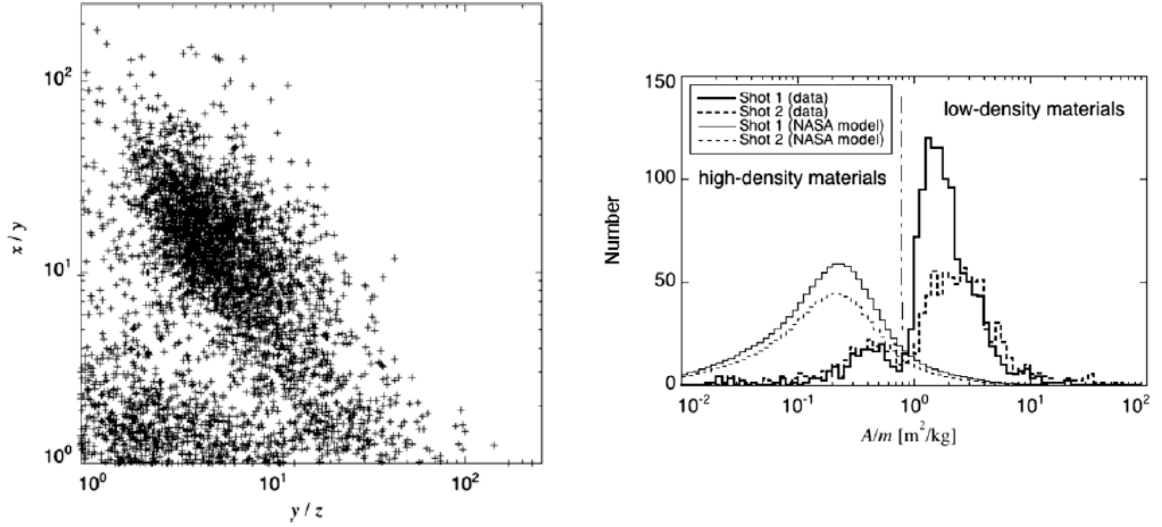 10²
10¹
10⁰
x / y
10⁰ 10¹ 10²
y / z
150
100
50
0
Number
Shot 1 (data)
Shot 2 (data)
Shot 1 (NASA model)
Shot 2 (NASA model)
low-density materials
high-density materials
10⁻² 10⁻¹ 10⁰ 10¹ 10²
A/m [m²/kg]